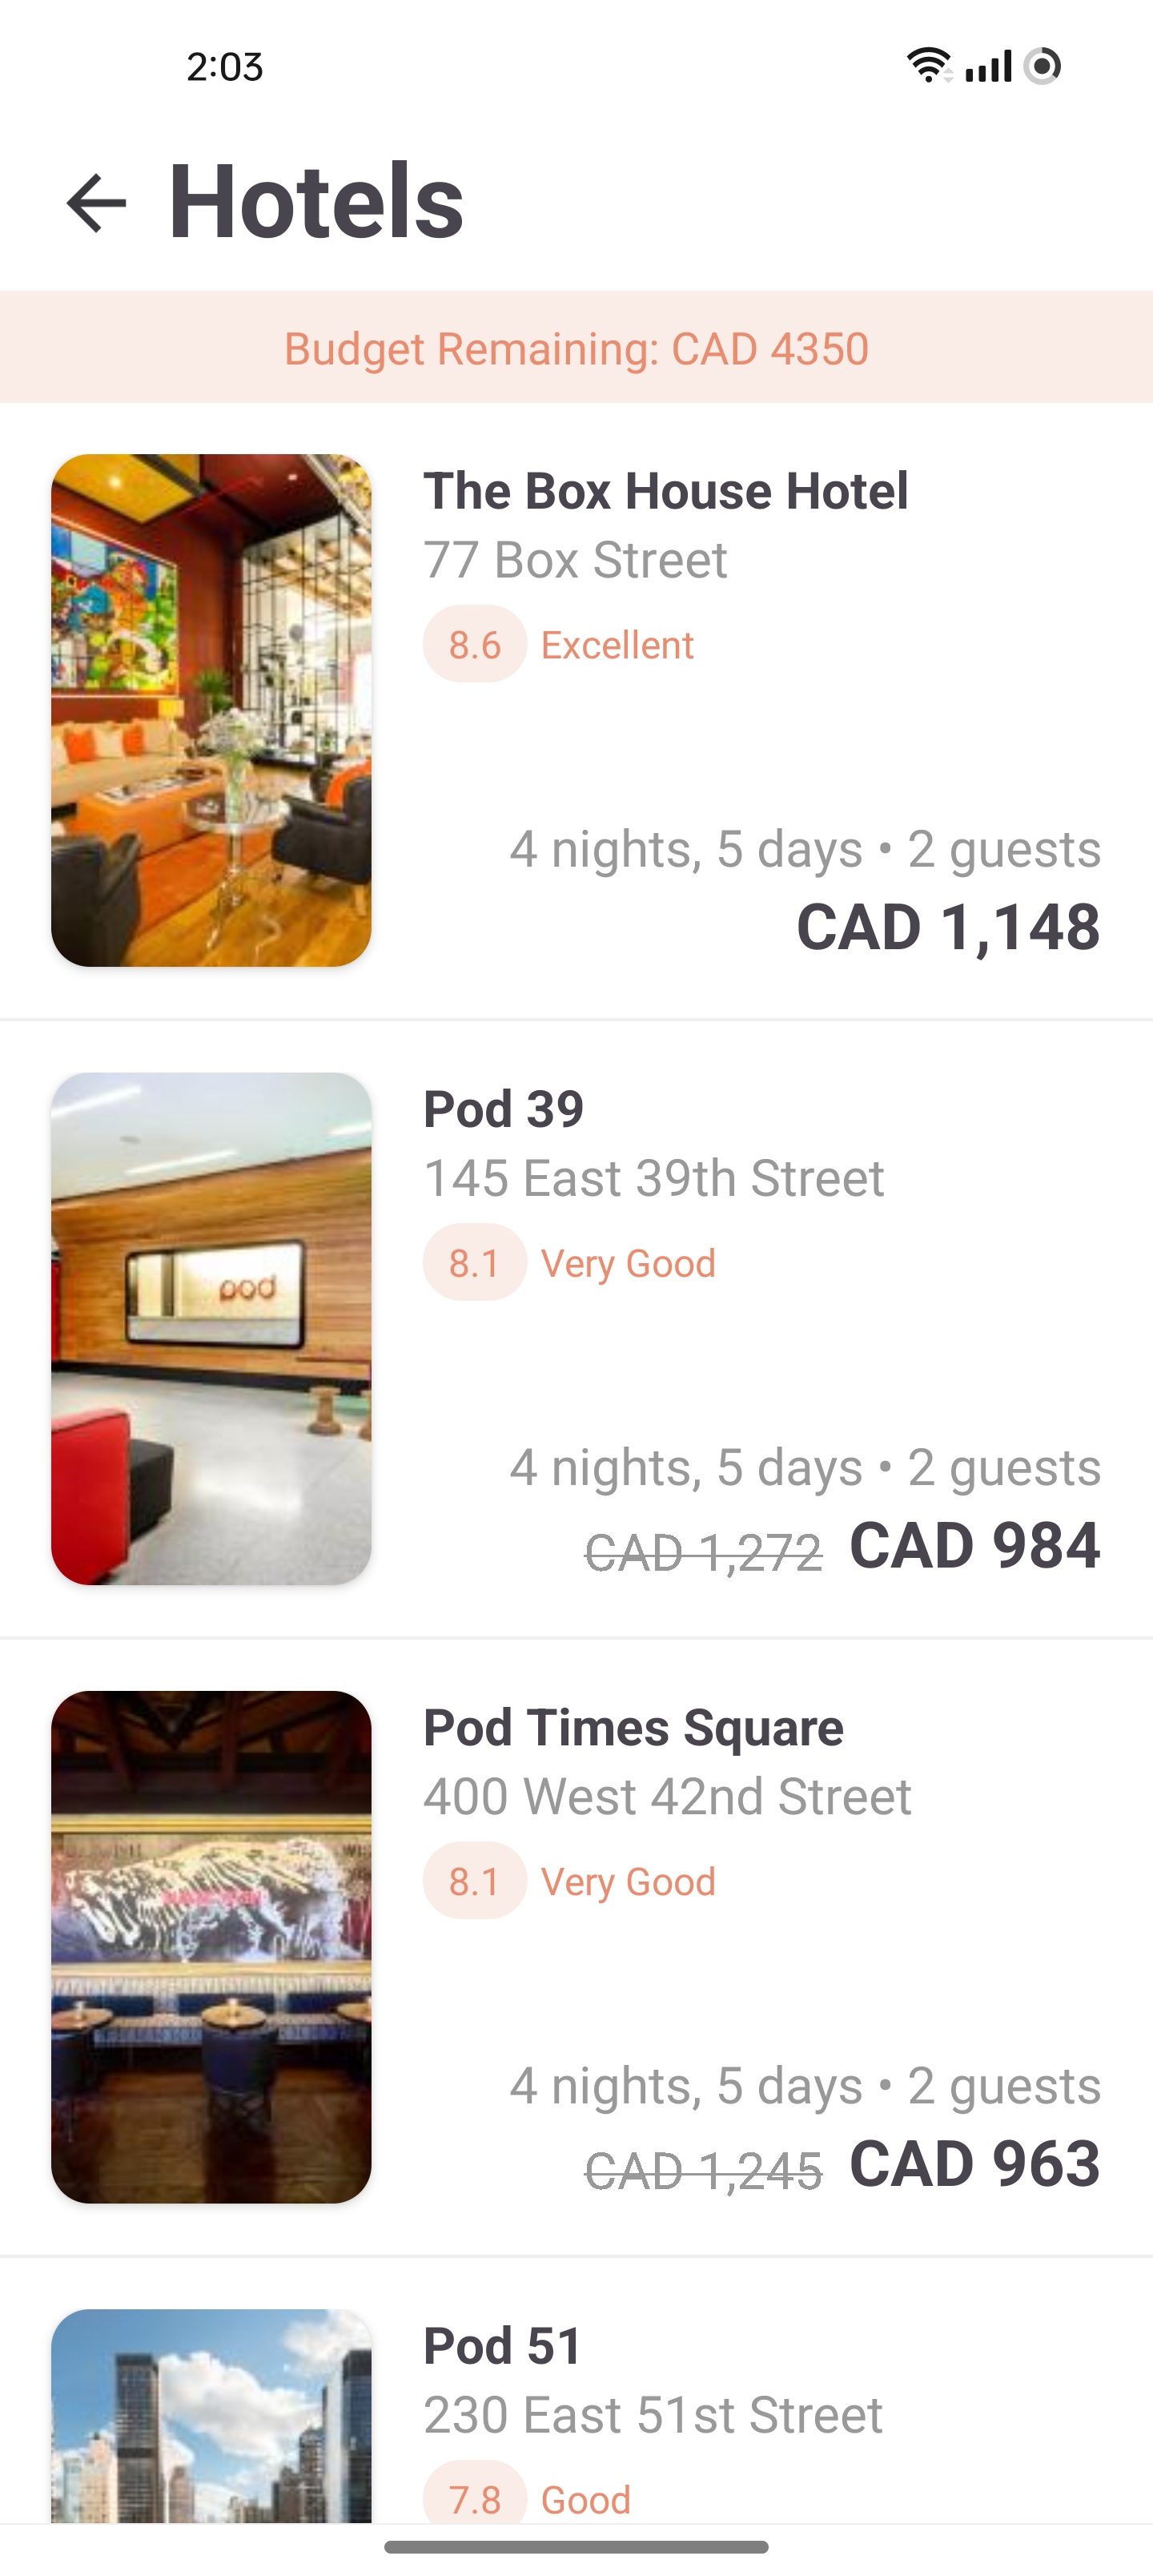 2:03
Hotels
Budget Remaining: CAD 4350
The Box House Hotel
77 Box Street
8.6 Excellent
4 nights, 5 days • 2 guests
CAD 1,148
Pod 39
145 East 39th Street
8.1 Very Good
pod
4 nights, 5 days • 2 guests
CAD 1,272 CAD 984
Pod Times Square
400 West 42nd Street
8.1 Very Good
4 nights, 5 days • 2 guests
CAD 1,245 CAD 963
Pod 51
230 East 51st Street
7.8 Good